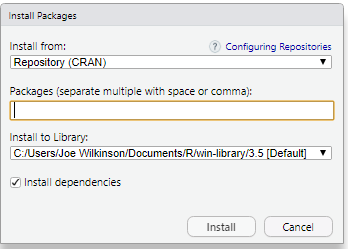 Install Packages
Install from:
? Configuring Repositories
Repository (CRAN)
Packages (separate multiple with space or comma):
Install to Library:
C:/Users/Joe Wilkinson/Documents/R/win-library/3.5 [Default]
Install dependencies
Install
Cancel